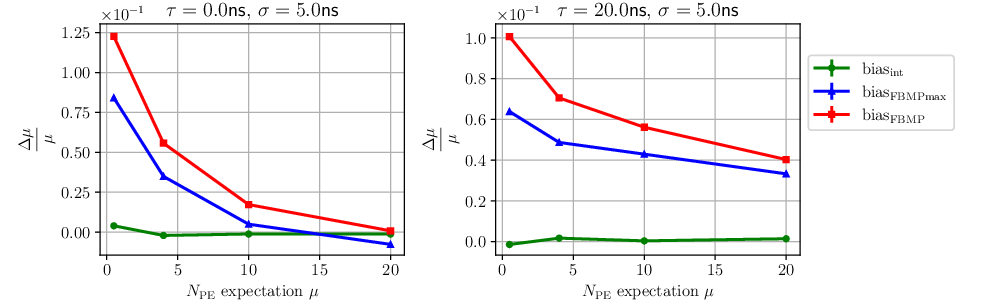 ×10⁻¹ τ = 0.0ns, σ = 5.0ns
1.25
1.00
0.75
0.50
0.25
0.00
Δμ
μ
0 5 10 15 20
N_PE expectation μ
×10⁻¹ τ = 20.0ns, σ = 5.0ns
1.0
0.8
0.6
0.4
0.2
0.0
Δμ
μ
0 5 10 15 20
N_PE expectation μ
bias_int
bias_FBMPmax
bias_FBMP